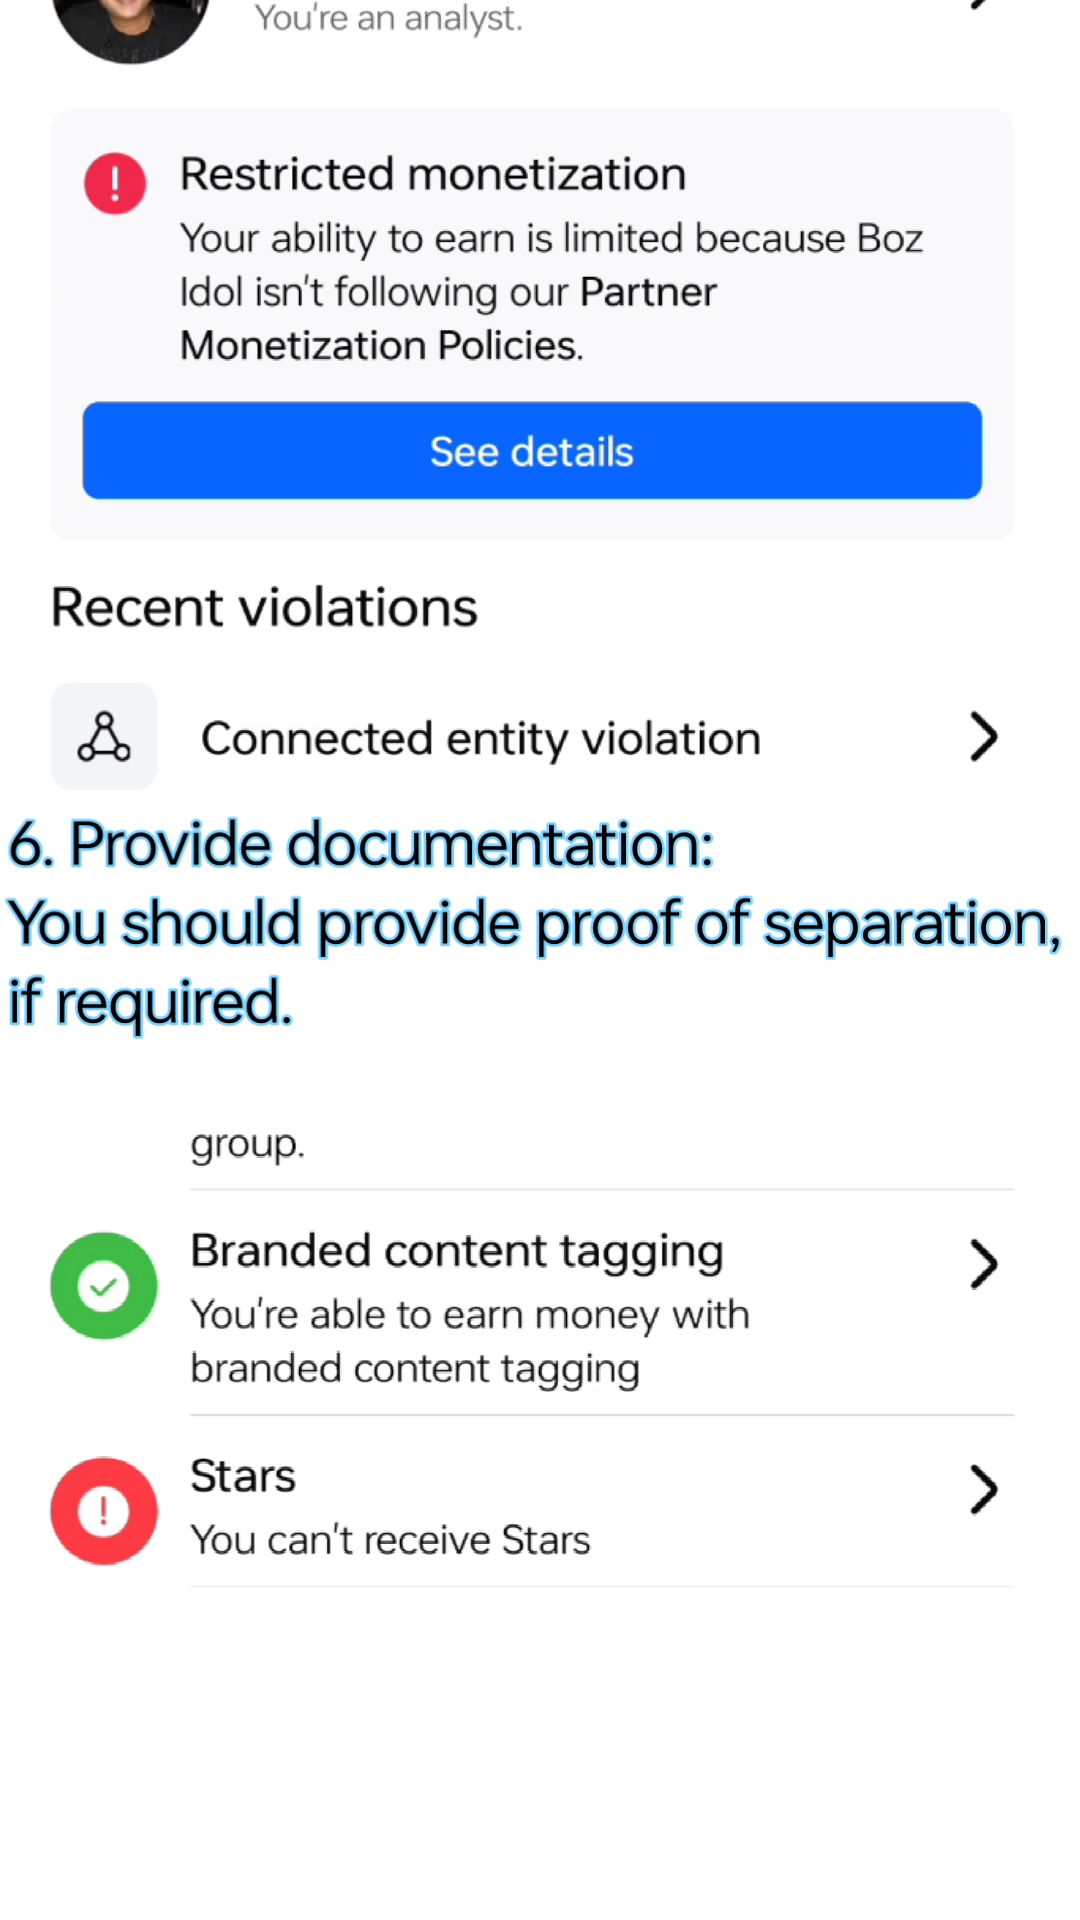 You're an analyst.
Restricted monetization
Your ability to earn is limited because Boz
Idol isn't following our Partner
Monetization Policies.
See details
Recent violations
Connected entity violation
6. Provide documentation:
You should provide proof of separation,
if required.
group.
Branded content tagging
You're able to earn money with
branded content tagging
Stars
You can't receive Stars